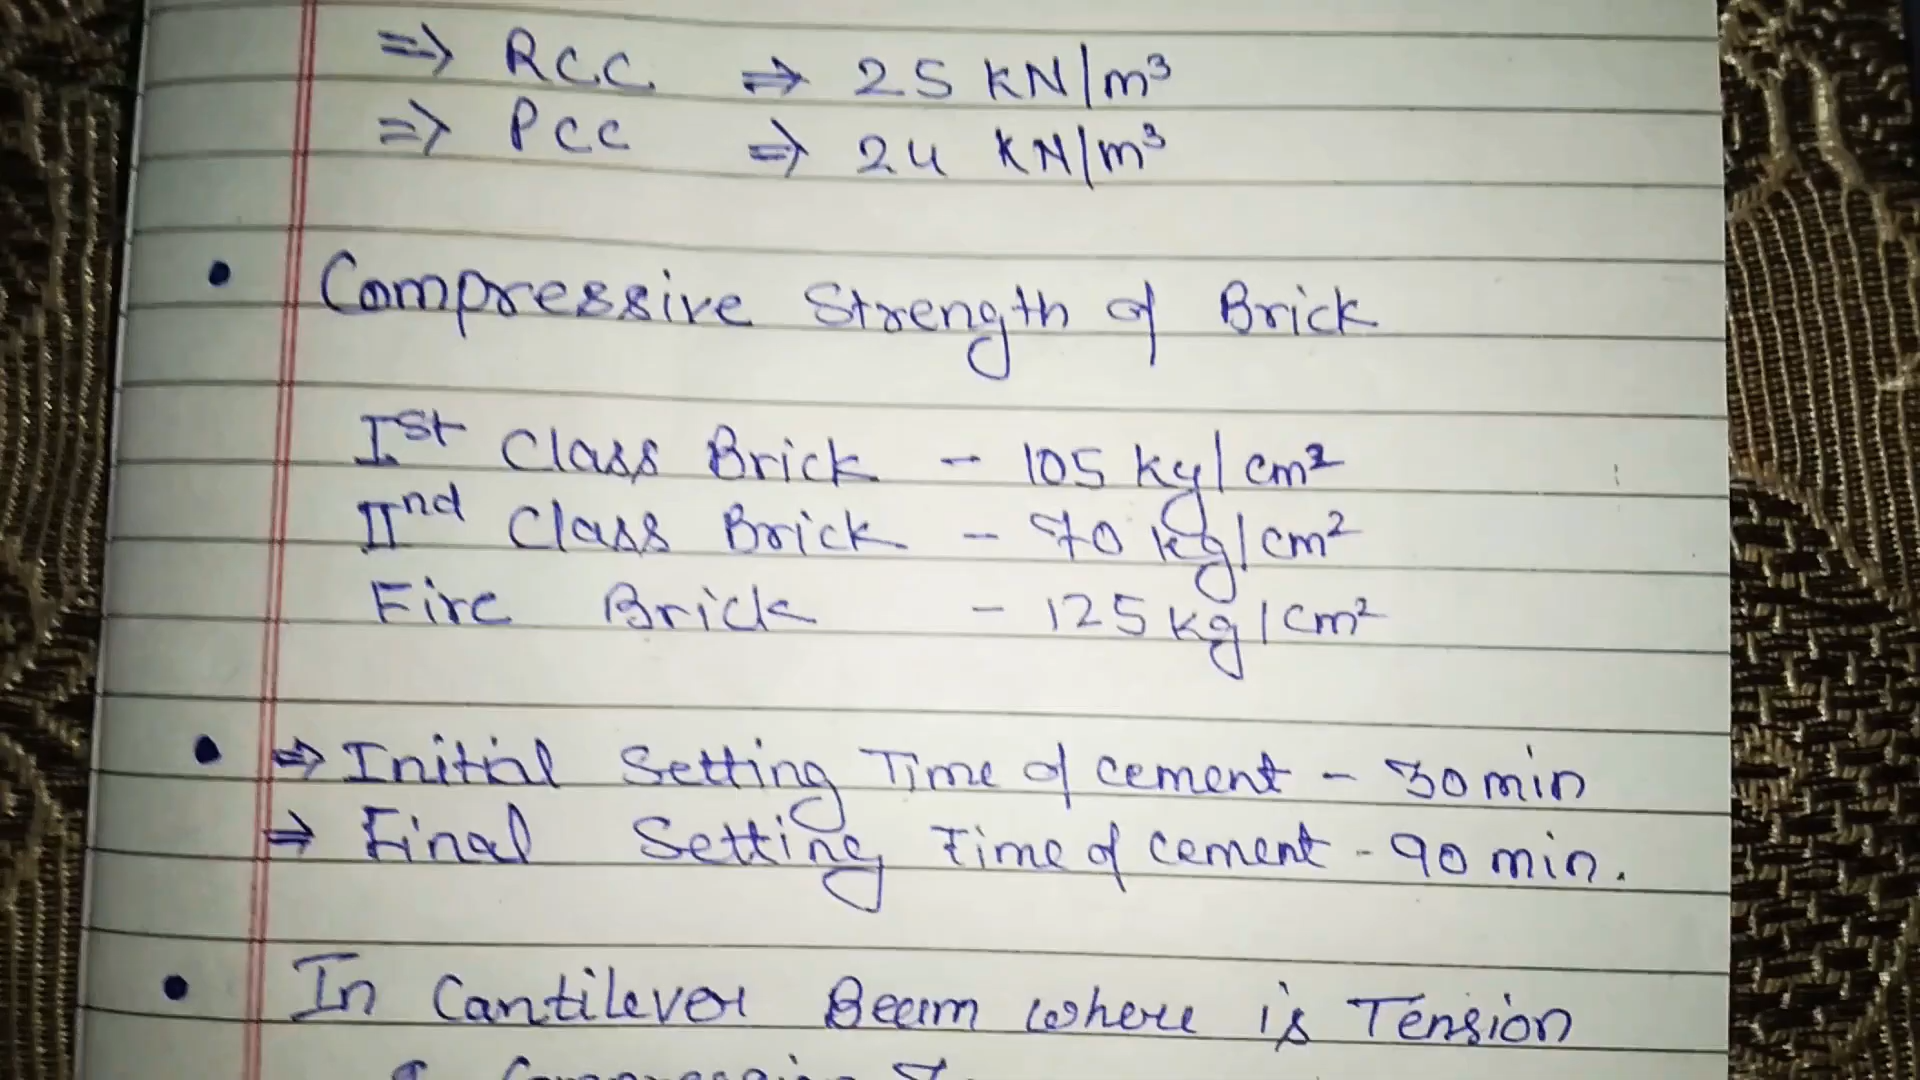 ⇒ RCC ⇒ 25 KN/m³
⇒ PCC ⇒ 24 KN/m³
• Compressive Strength of Brick
Iˢᵗ Class Brick - 105 kg/cm²
IIⁿᵈ Class Brick - 70 kg/cm²
Fire Brick - 125 kg/cm²
• ⇒ Initial Setting Time of cement - 30 min
⇒ Final Setting Time of cement - 90 min.
• In Cantilever Beam where is Tension